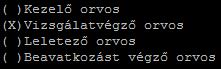 ( )Kezelő orvos
(X)Vizsgálatvégző orvos
( )Leletező orvos
( )Beavatkozást végző orvos